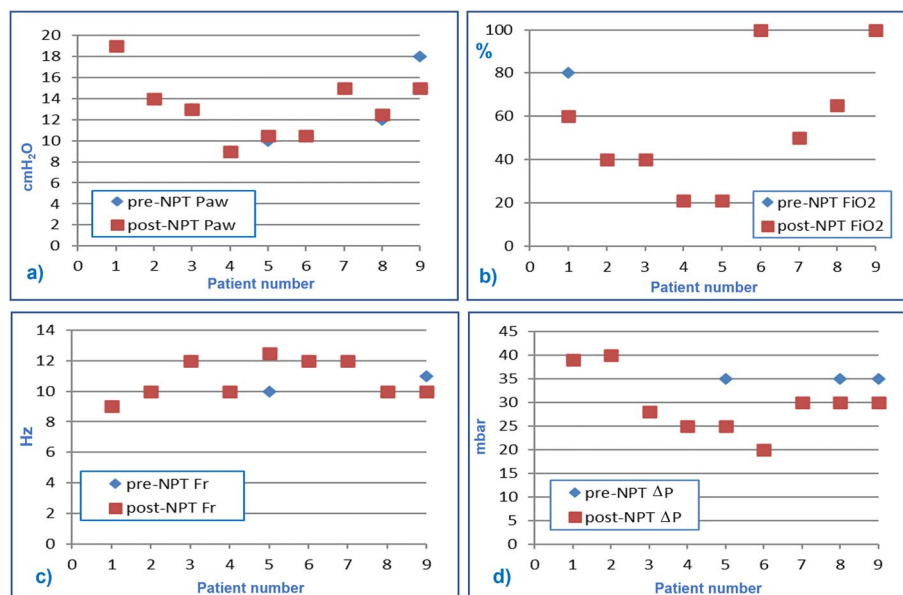 20
18
16
14
12
10
8
6
4
2
0
cmH₂O
pre-NPT Paw
post-NPT Paw
0 1 2 3 4 5 6 7 8 9
a)
Patient number
100
80
60
40
20
0
%
pre-NPT FiO2
post-NPT FiO2
0 1 2 3 4 5 6 7 8 9
b)
Patient number
14
12
10
8
6
4
2
0
Hz
pre-NPT Fr
post-NPT Fr
0 1 2 3 4 5 6 7 8 9
c)
Patient number
45
40
35
30
25
20
15
10
5
0
mbar
pre-NPT ΔP
post-NPT ΔP
0 1 2 3 4 5 6 7 8 9
d)
Patient number